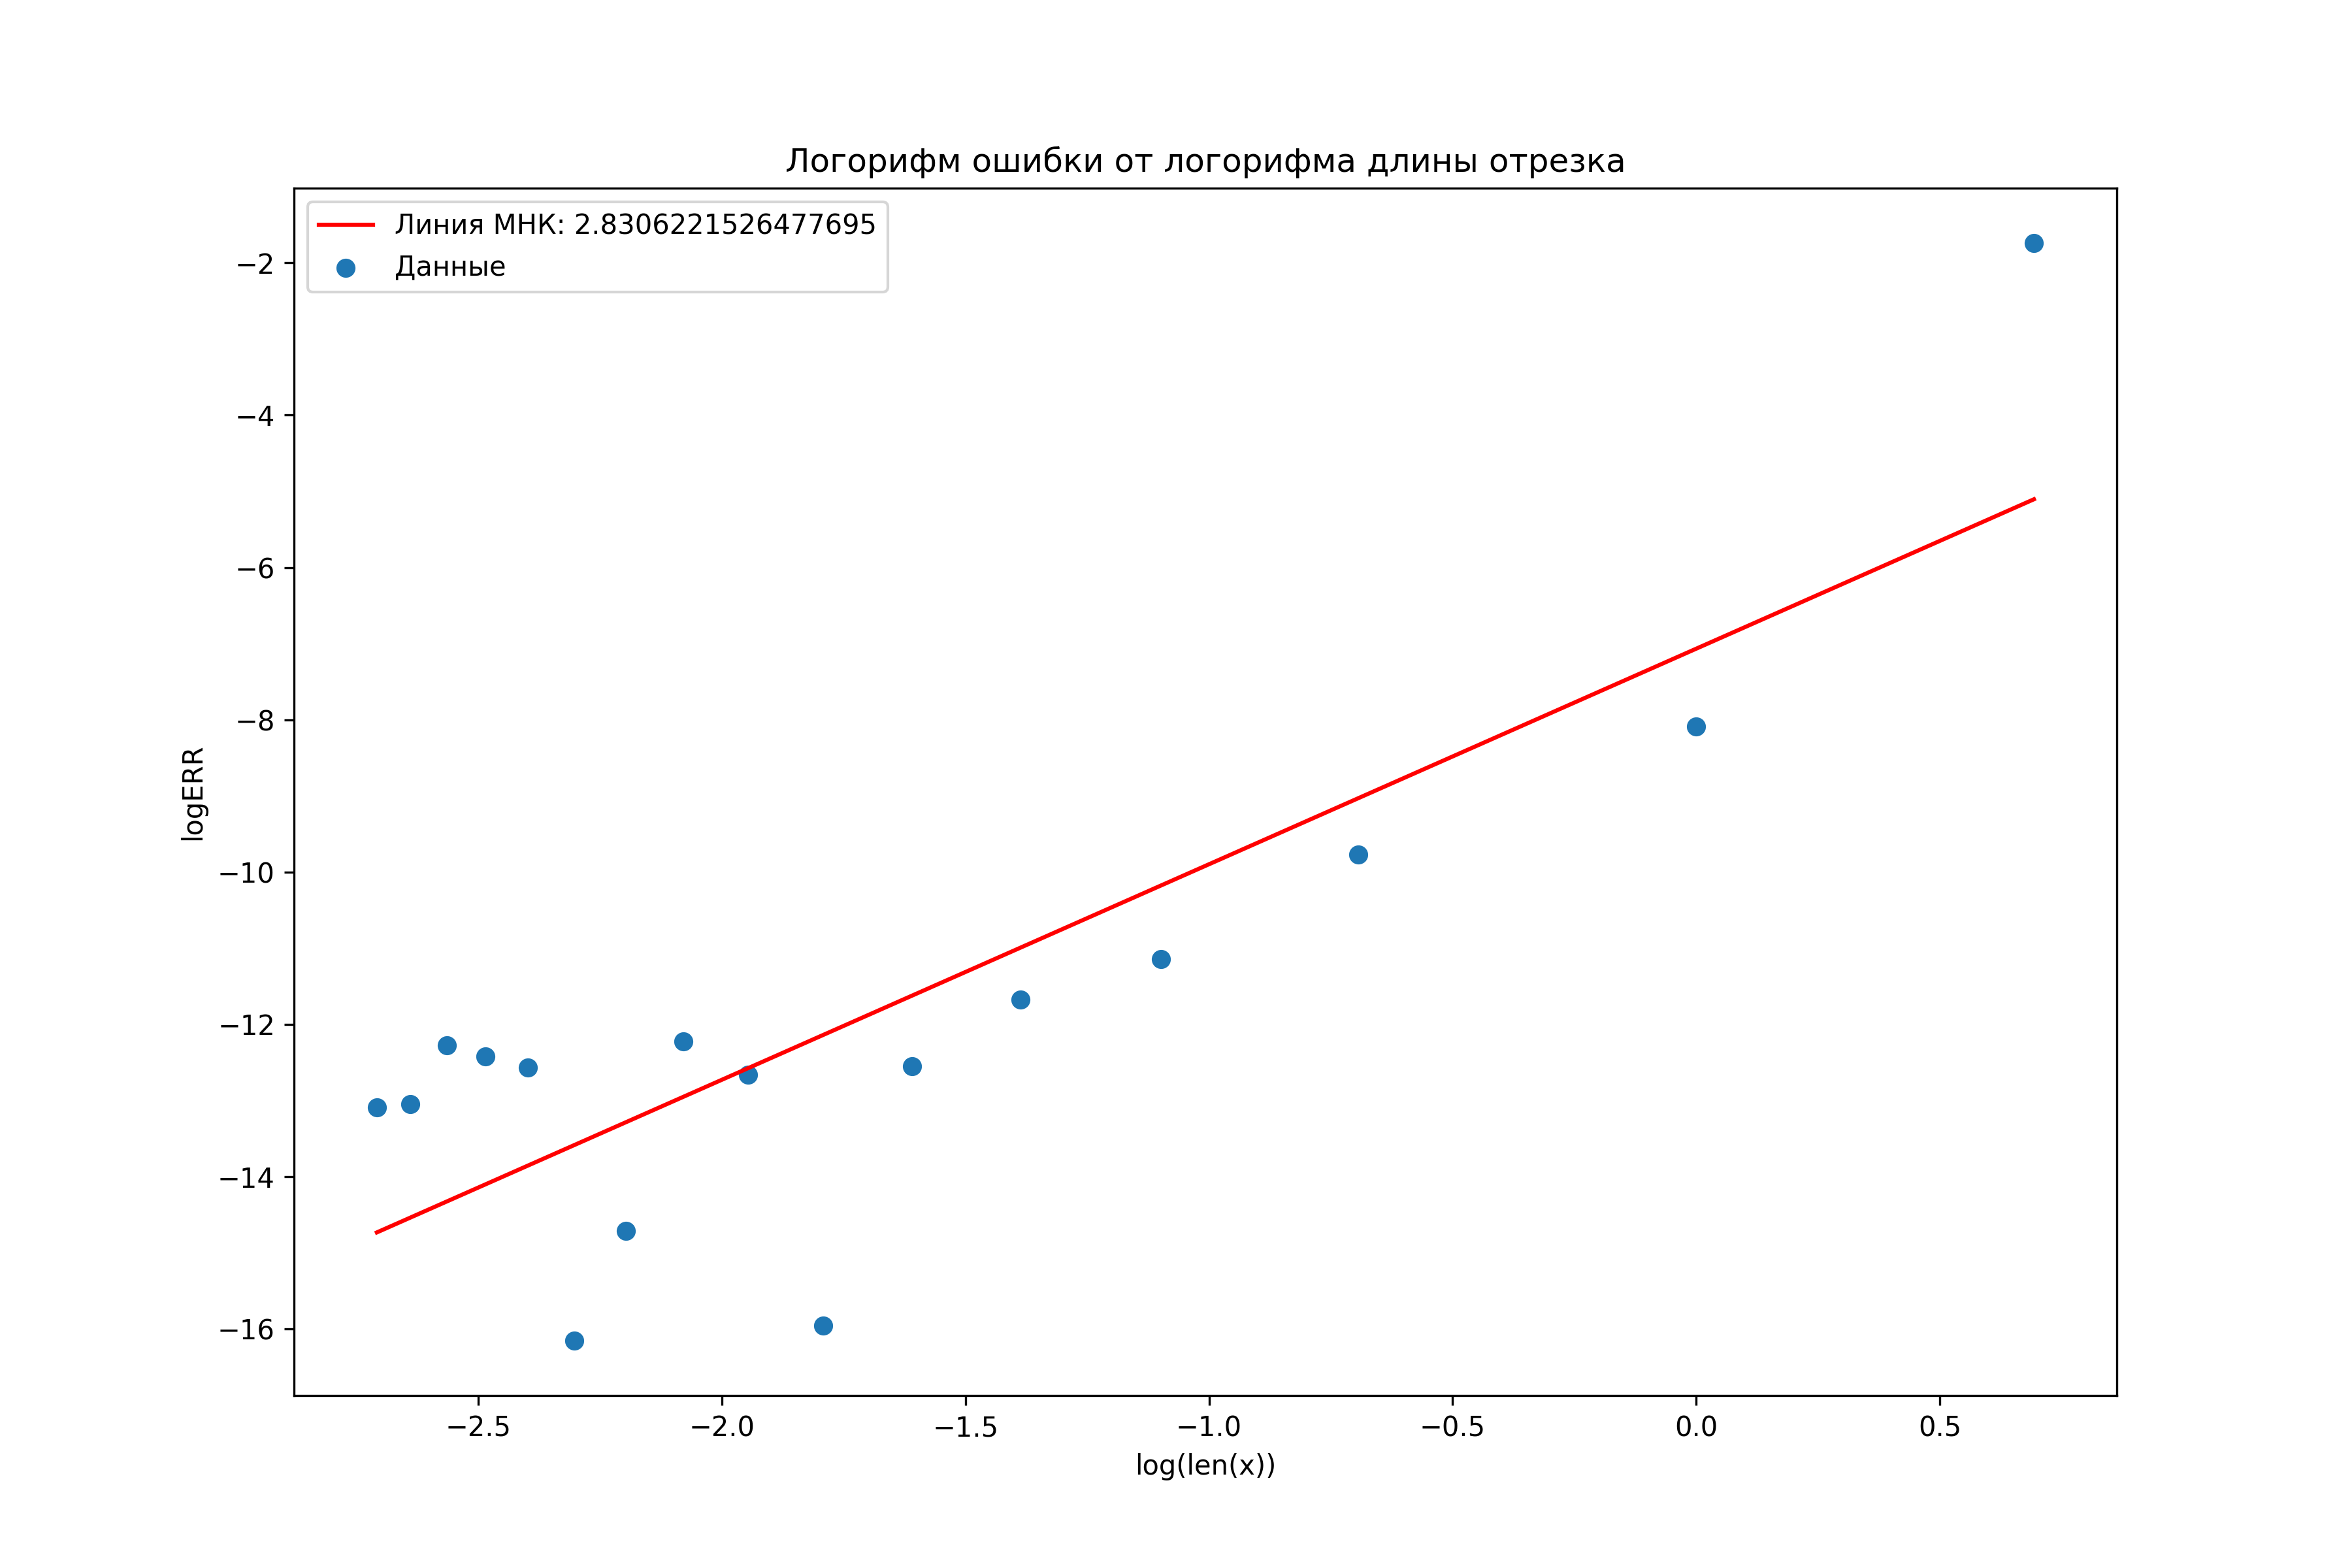 Логорифм ошибки от логорифма длины отрезка
Линия МНК: 2.8306221526477695
Данные
−2
−4
−6
−8
−10
−12
−14
−16
logERR
−2.5 −2.0 −1.5 −1.0 −0.5 0.0 0.5
log(len(x))